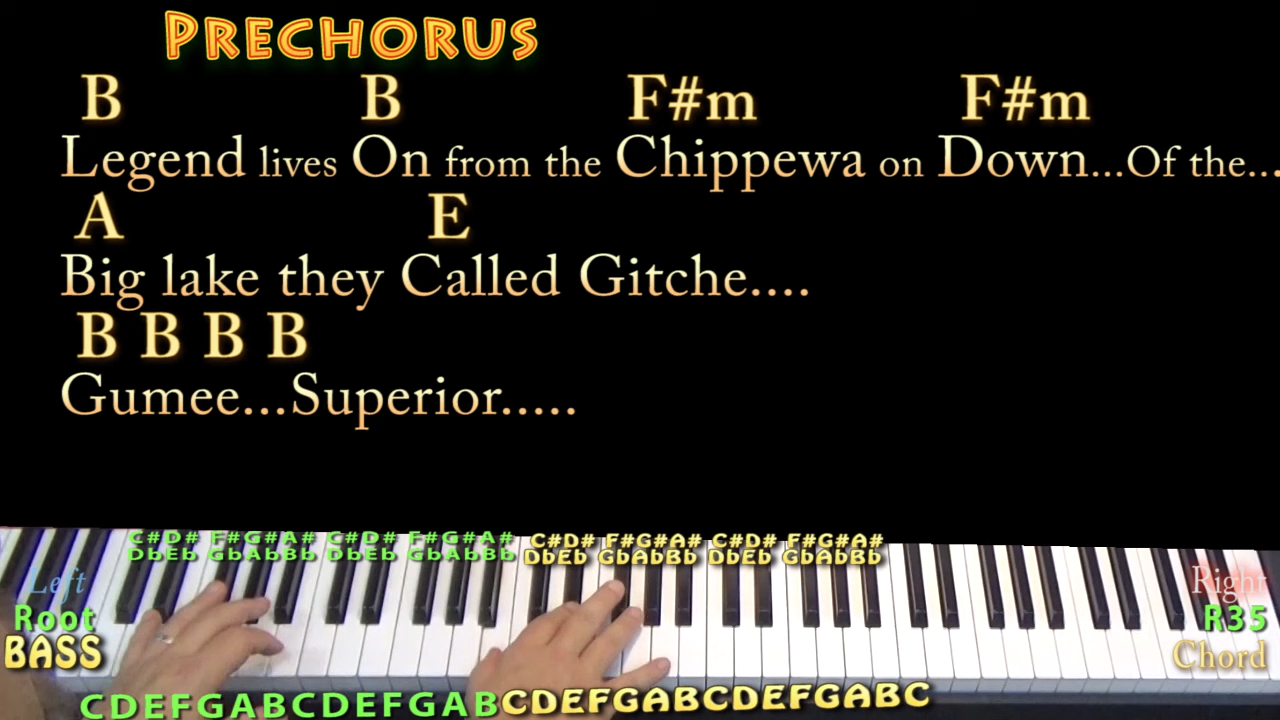 PRECHORUS
B B F#m F#m
Legend lives On from the Chippewa on Down...Of the...
A E
Big lake they Called Gitche....
B B B B
Gumee...Superior.....
C#D# F#G#A# C#D# F#G#A# C#D# F#G#A# C#D# F#G#A#
DbEb GbAbBb DbEb GbAbBb DbEb GbAbBb DbEb GbAbBb
Left
Root
BASS
Right
R35
Chord
CDEFGABCDEFGABCDEFGABCDEFGABC